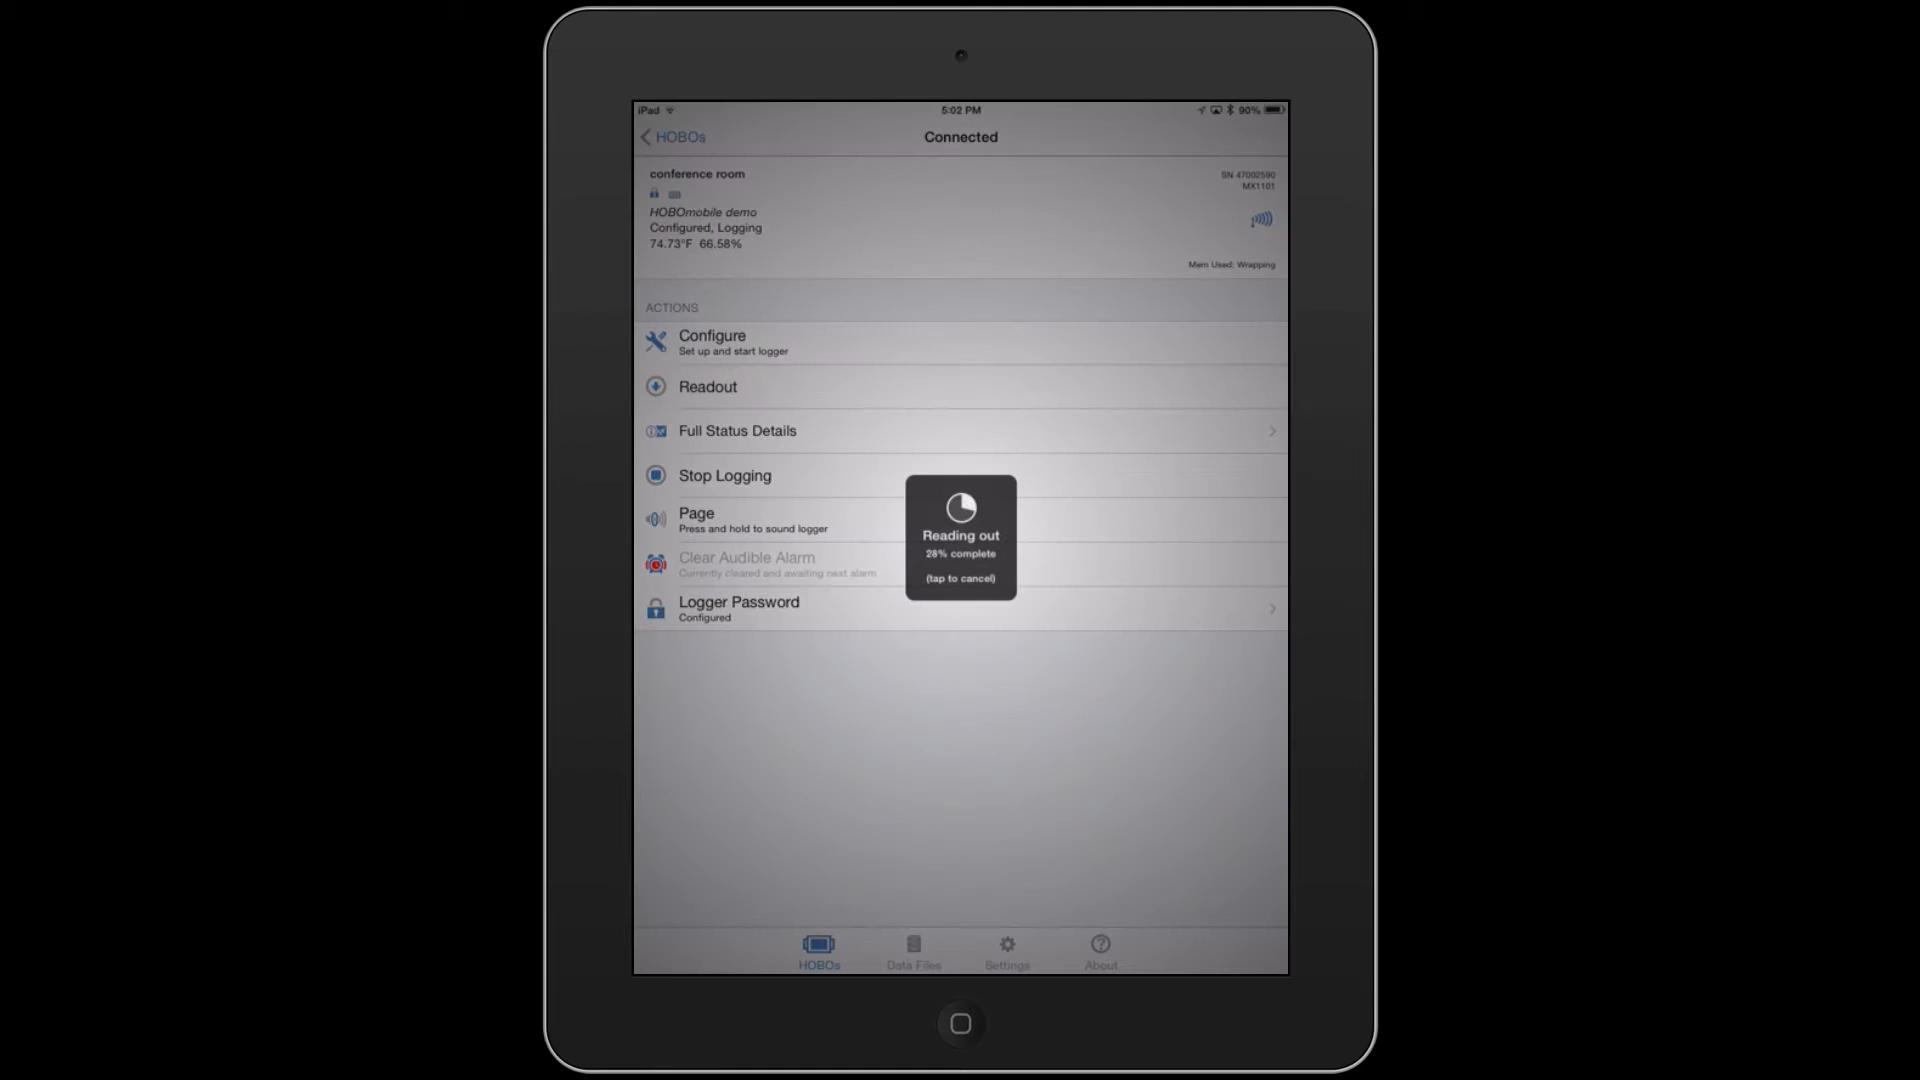 iPad
5:02 PM
90%
HOBOs
Connected
conference room
SN 47002590
MX1101
HOBOmobile demo
Configured, Logging
74.73°F 66.58%
Mem Used: Wrapping
ACTIONS
Configure
Set up and start logger
Readout
Full Status Details
Stop Logging
Page
Press and hold to sound logger
Clear Audible Alarm
Currently cleared and awaiting next alarm
Logger Password
Configured
Reading out
28% complete
(tap to cancel)
HOBOs
Data Files
Settings
About